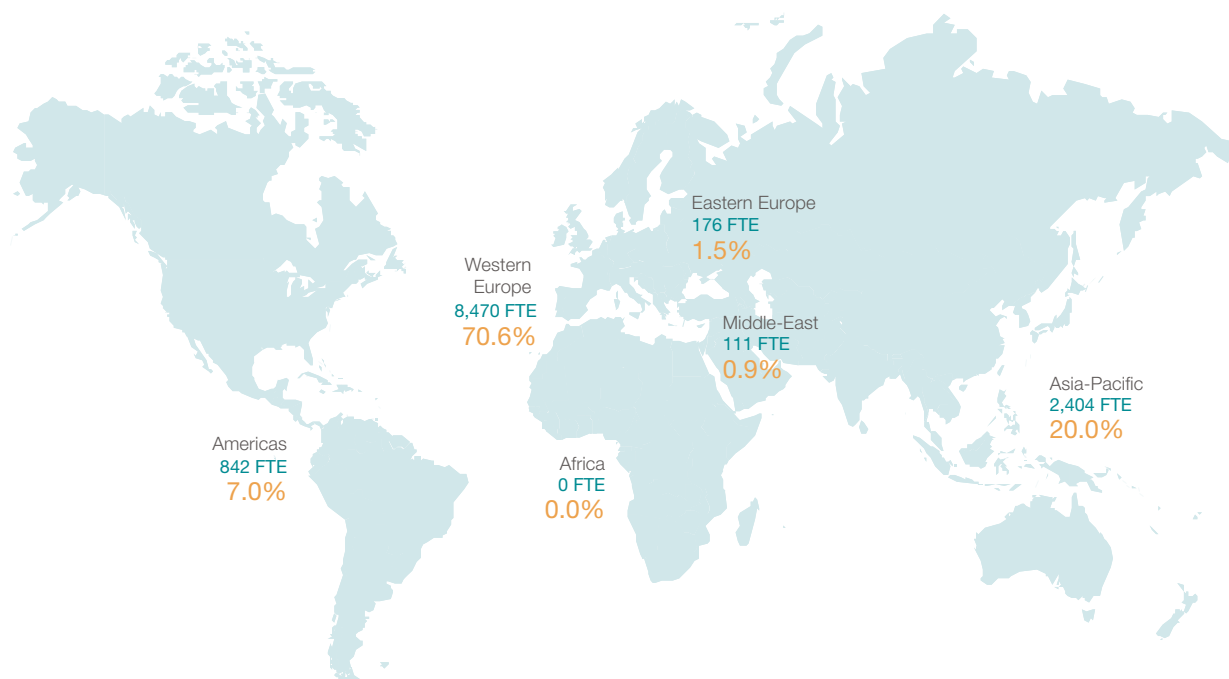 Eastern Europe
176 FTE
1.5%
Western
Europe
8,470 FTE
70.6%
Middle-East
111 FTE
0.9%
Asia-Pacific
2,404 FTE
20.0%
Americas
842 FTE
7.0%
Africa
0 FTE
0.0%